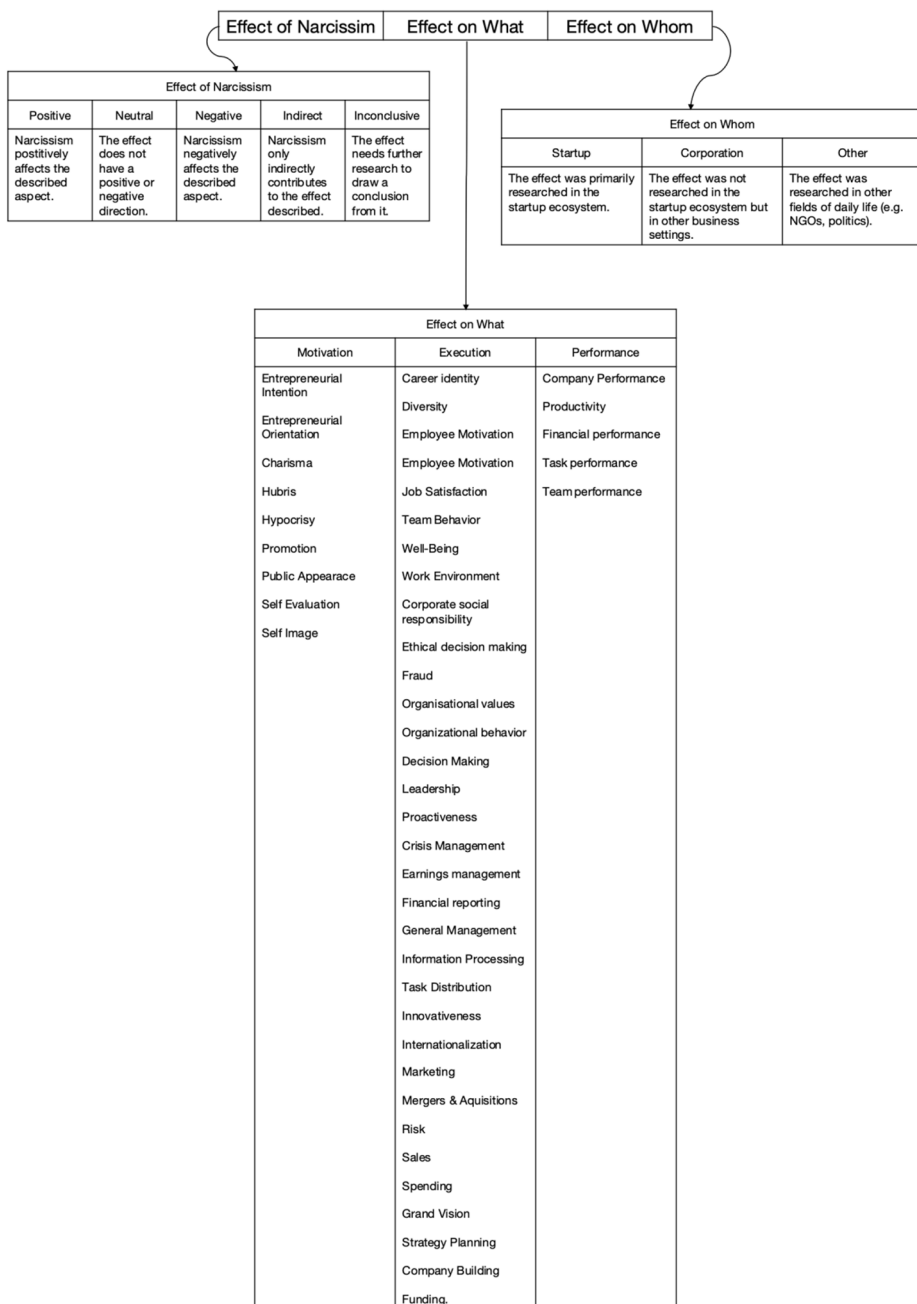 Effect of Narcissim
Effect on What
Effect on Whom
Effect of Narcissism
Positive
Neutral
Negative
Indirect
Inconclusive
Narcissism
postitively
affects the
described
aspect.
The effect
does not
have a
positive or
negative
direction.
Narcissism
negatively
affects the
described
aspect.
Narcissism
only
indirectly
contributes
to the effect
described.
The effect
needs further
research to
draw a
conclusion
from it.
Effect on Whom
Startup
Corporation
Other
The effect was primarily
researched in the
startup ecosystem.
The effect was not
researched in the
startup ecosystem but
in other business
settings.
The effect was
researched in other
fields of daily life (e.g.
NGOs, politics).
Effect on What
Motivation
Execution
Performance
Entrepreneurial
Intention
Entrepreneurial
Orientation
Charisma
Hubris
Hypocrisy
Promotion
Public Appearace
Self Evaluation
Self Image
Career identity
Diversity
Employee Motivation
Employee Motivation
Job Satisfaction
Team Behavior
Well-Being
Work Environment
Corporate social
responsibility
Ethical decision making
Fraud
Organisational values
Organizational behavior
Decision Making
Leadership
Proactiveness
Crisis Management
Earnings management
Financial reporting
General Management
Information Processing
Task Distribution
Innovativeness
Internationalization
Marketing
Mergers & Aquisitions
Risk
Sales
Spending
Grand Vision
Strategy Planning
Company Building
Funding.
Company Performance
Productivity
Financial performance
Task performance
Team performance